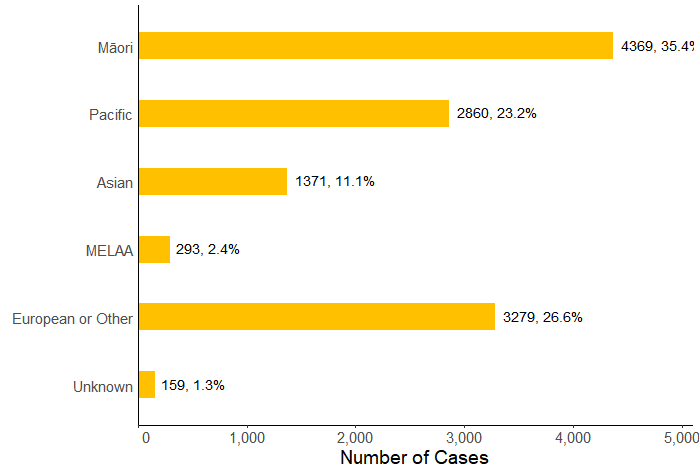 Māori 4369, 35.4%
Pacific 2860, 23.2%
Asian 1371, 11.1%
MELAA 293, 2.4%
European or Other 3279, 26.6%
Unknown 159, 1.3%
0 1,000 2,000 3,000 4,000 5,000
Number of Cases